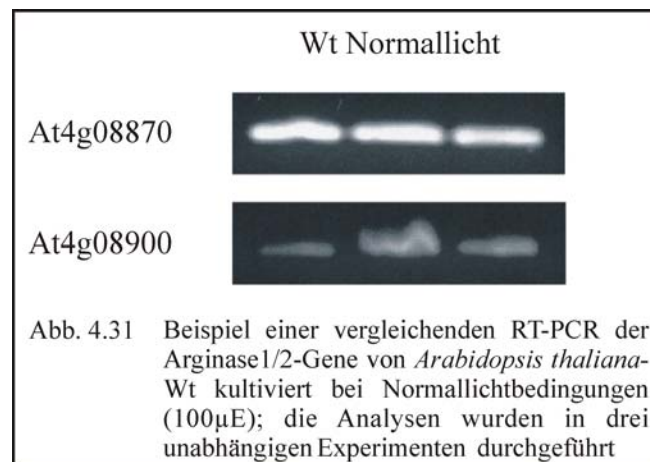 Wt Normallicht
At4g08870
At4g08900
Abb. 4.31 Beispiel einer vergleichenden RT-PCR der
Arginase1/2-Gene von Arabidopsis thaliana-
Wt kultiviert bei Normallichtbedingungen
(100µE); die Analysen wurden in drei
unabhängigen Experimenten durchgeführt